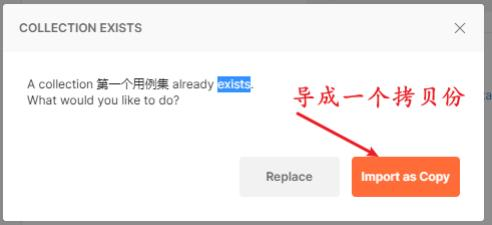 COLLECTION EXISTS
A collection 第一个用例集 already exists.
What would you like to do?
导成一个拷贝份
Replace
Import as Copy